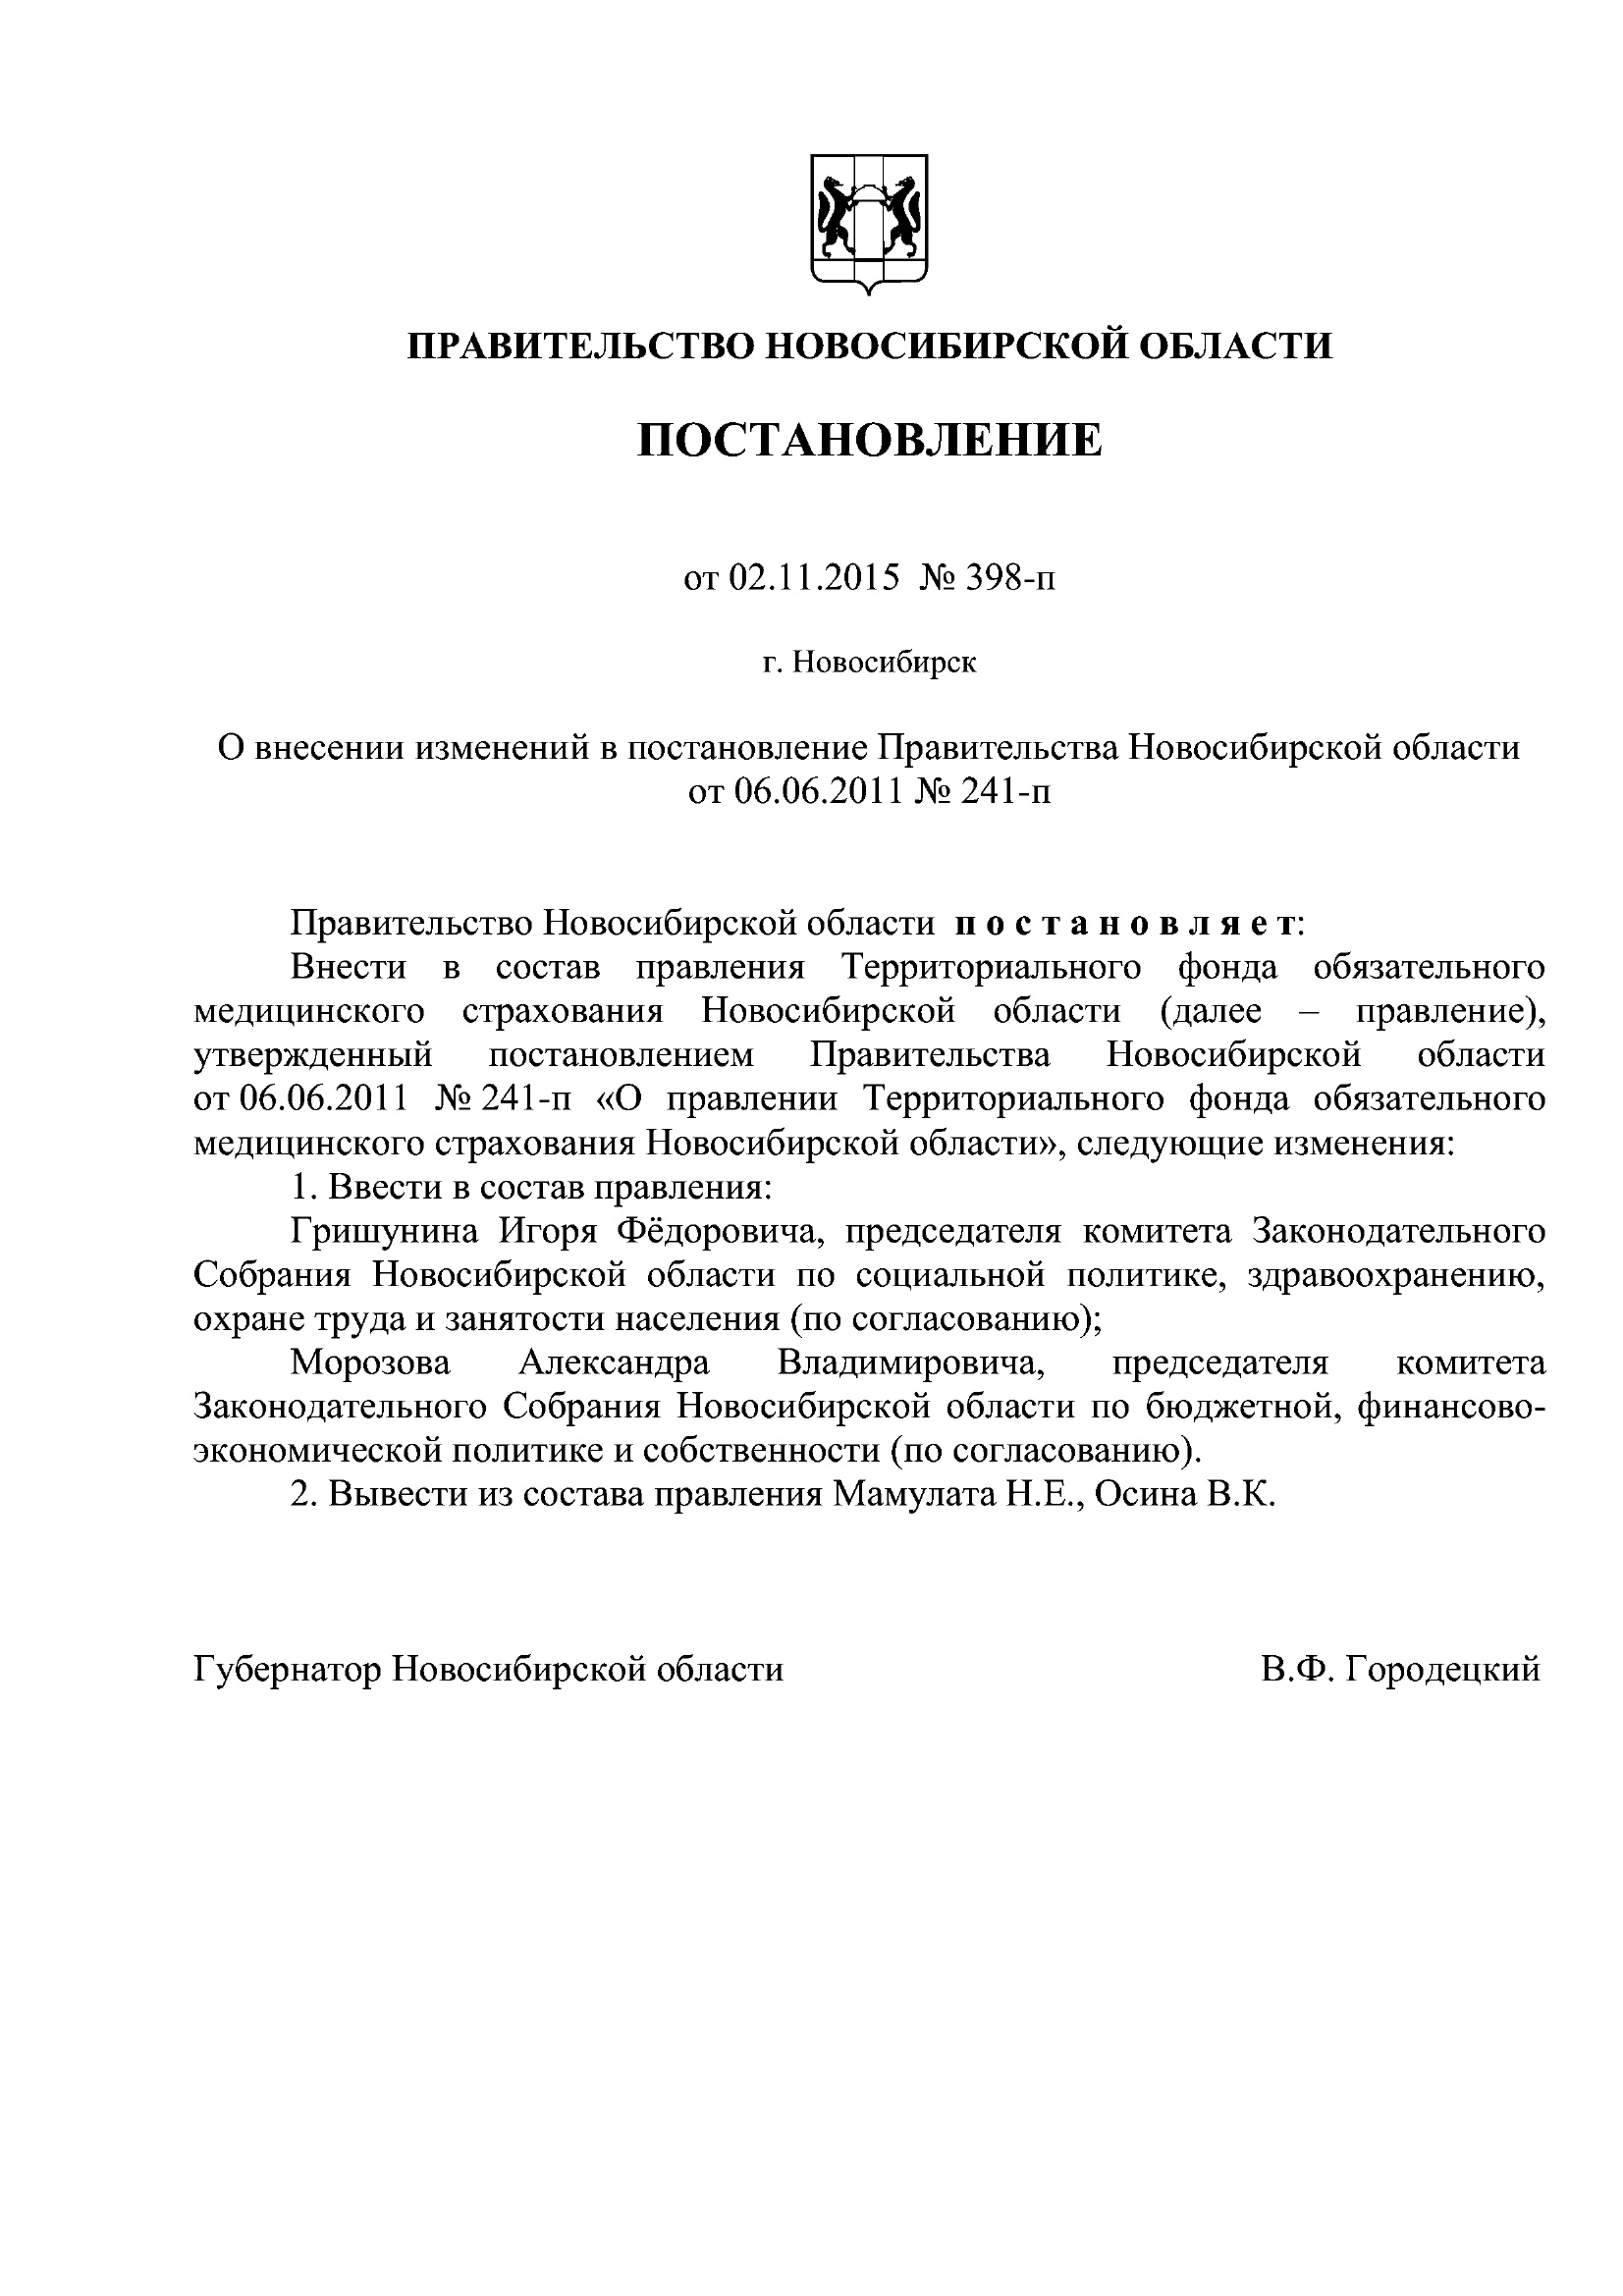 ПРАВИТЕЛЬСТВО НОВОСИБИРСКОЙ ОБЛАСТИ
ПОСТАНОВЛЕНИЕ
от 02.11.2015 № 398-п
г. Новосибирск
О внесении изменений в постановление Правительства Новосибирской области
от 06.06.2011 № 241-п
Правительство Новосибирской области п о с т а н о в л я е т:
Внести в состав правления Территориального фонда обязательного
медицинского страхования Новосибирской области (далее – правление),
утвержденный постановлением Правительства Новосибирской области
от 06.06.2011 № 241-п «О правлении Территориального фонда обязательного
медицинского страхования Новосибирской области», следующие изменения:
1. Ввести в состав правления:
Гришунина Игоря Фёдоровича, председателя комитета Законодательного
Собрания Новосибирской области по социальной политике, здравоохранению,
охране труда и занятости населения (по согласованию);
Морозова Александра Владимировича, председателя комитета
Законодательного Собрания Новосибирской области по бюджетной, финансово-
экономической политике и собственности (по согласованию).
2. Вывести из состава правления Мамулата Н.Е., Осина В.К.
Губернатор Новосибирской области В.Ф. Городецкий